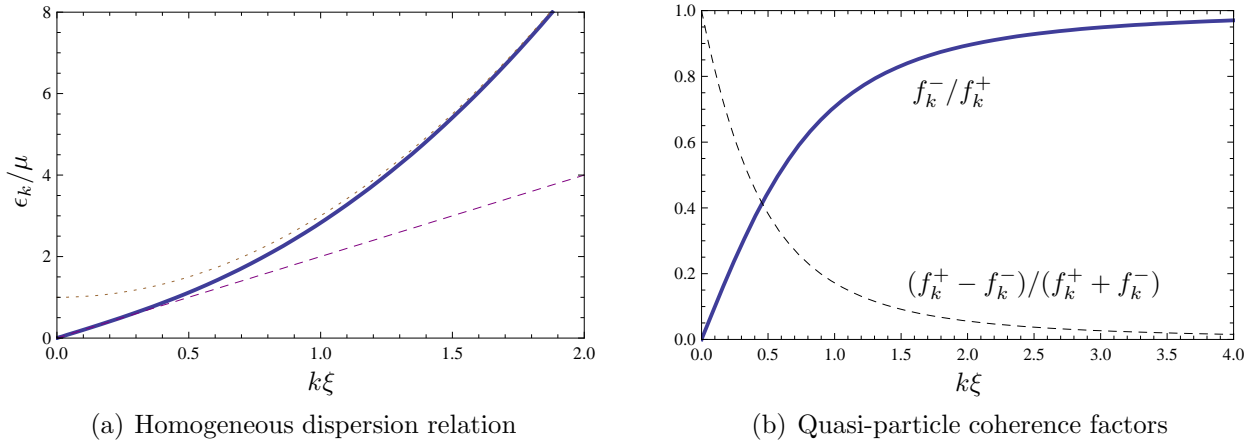 8
6
4
2
0
0.0 0.5 1.0 1.5 2.0
ϵ_k/μ
kξ
(a) Homogeneous dispersion relation
1.0
0.8
0.6
0.4
0.2
0.0
0.0 0.5 1.0 1.5 2.0 2.5 3.0 3.5 4.0
f_k^-/f_k^+
(f_k^+ − f_k^-)/(f_k^+ + f_k^-)
kξ
(b) Quasi-particle coherence factors